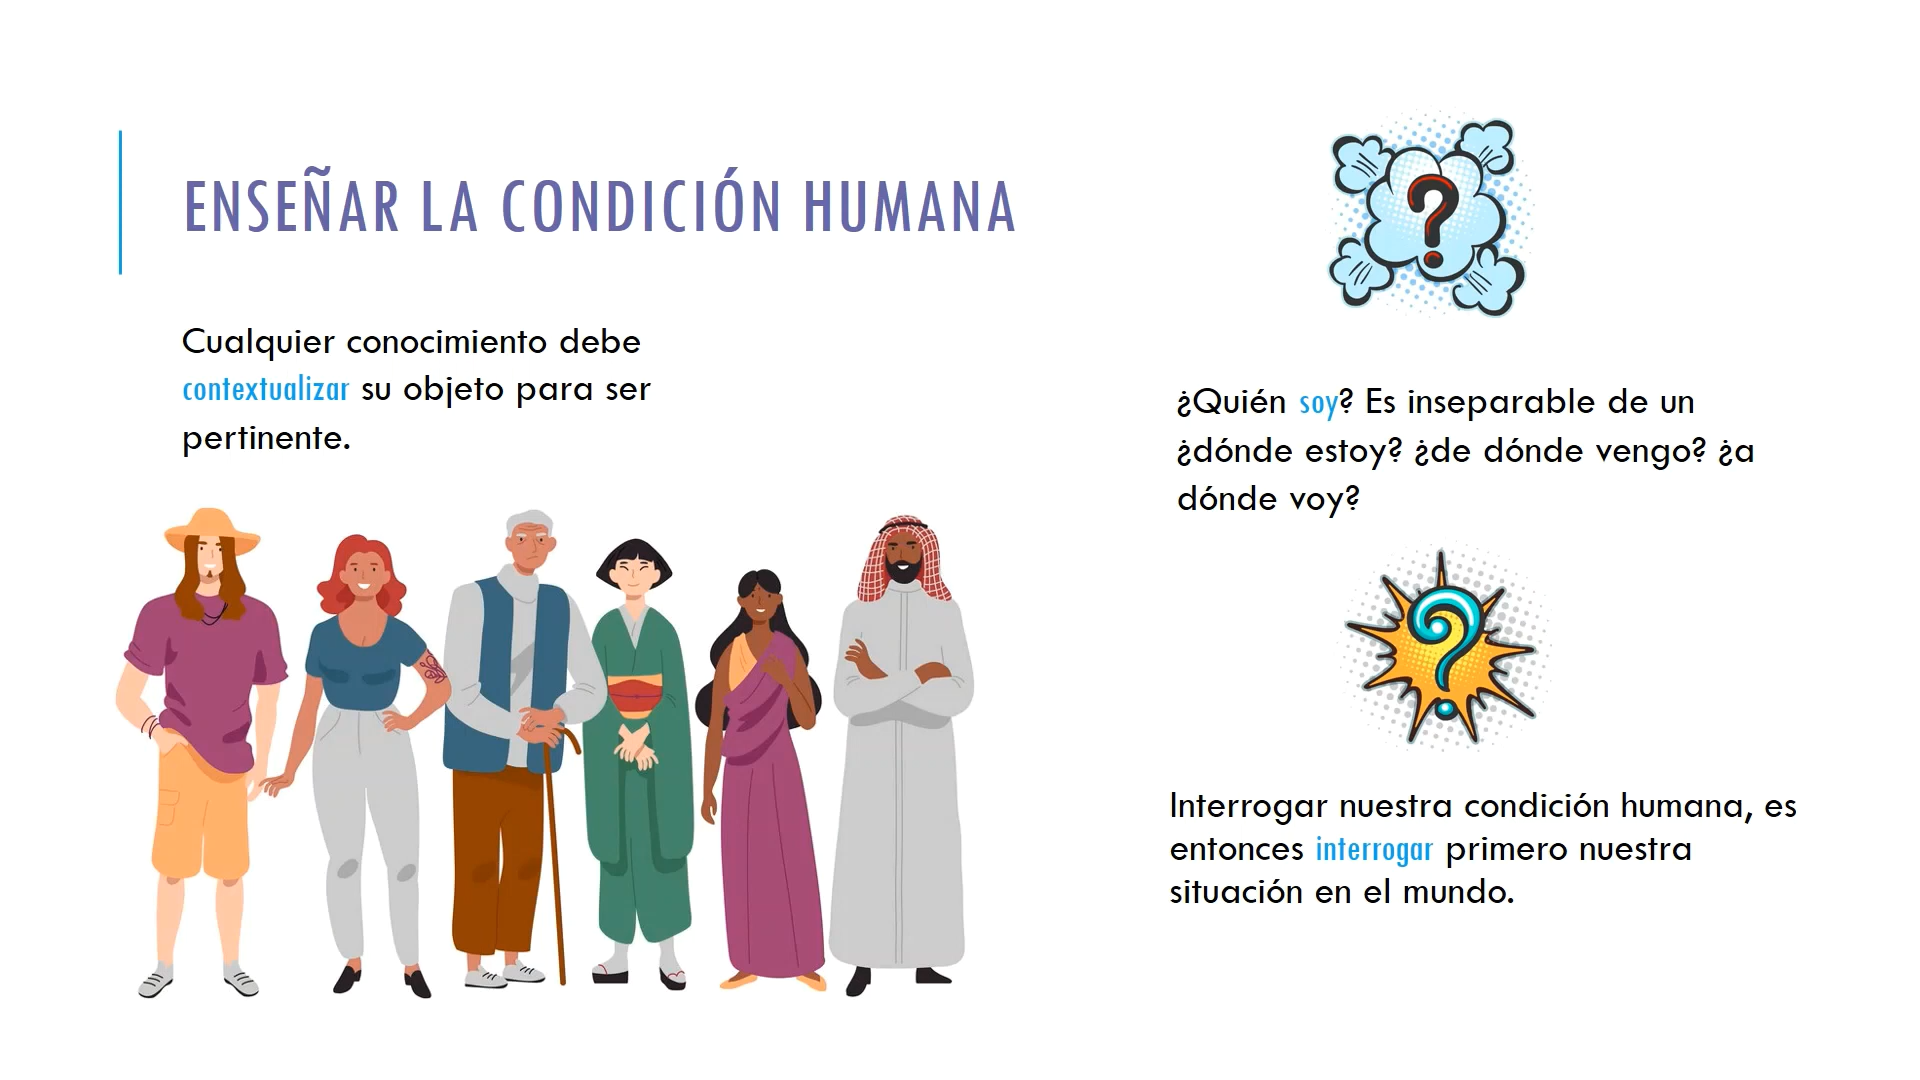 ENSEÑAR LA CONDICIÓN HUMANA
Cualquier conocimiento debe
contextualizar su objeto para ser
pertinente.
¿Quién soy? Es inseparable de un
¿dónde estoy? ¿de dónde vengo? ¿a
dónde voy?
Interrogar nuestra condición humana, es
entonces interrogar primero nuestra
situación en el mundo.